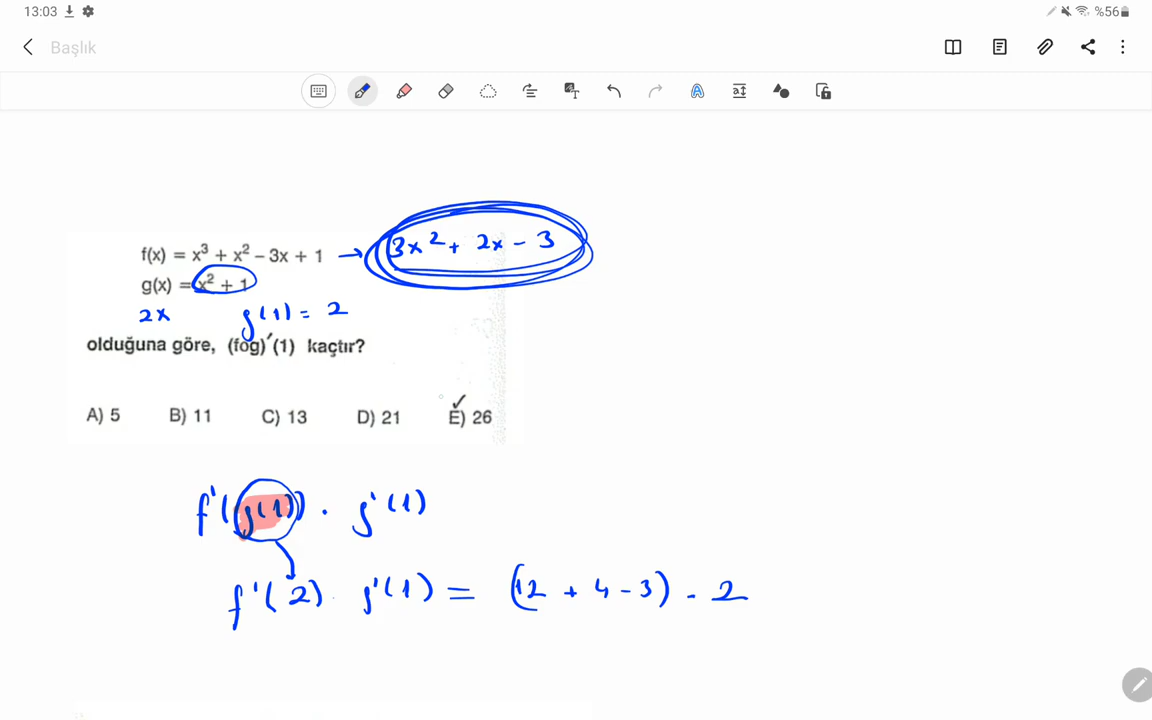 13:03 %56
Başlık
f(x) = x³ + x² – 3x + 1 → 3x² + 2x - 3
g(x) = x² + 1
2x g(1) = 2
olduğuna göre, (fog)′(1) kaçtır?
A) 5 B) 11 C) 13 D) 21 E) 26
f'(g(1)) · g'(1)
f'(2) · g'(1) = (12 + 4 - 3) · 2